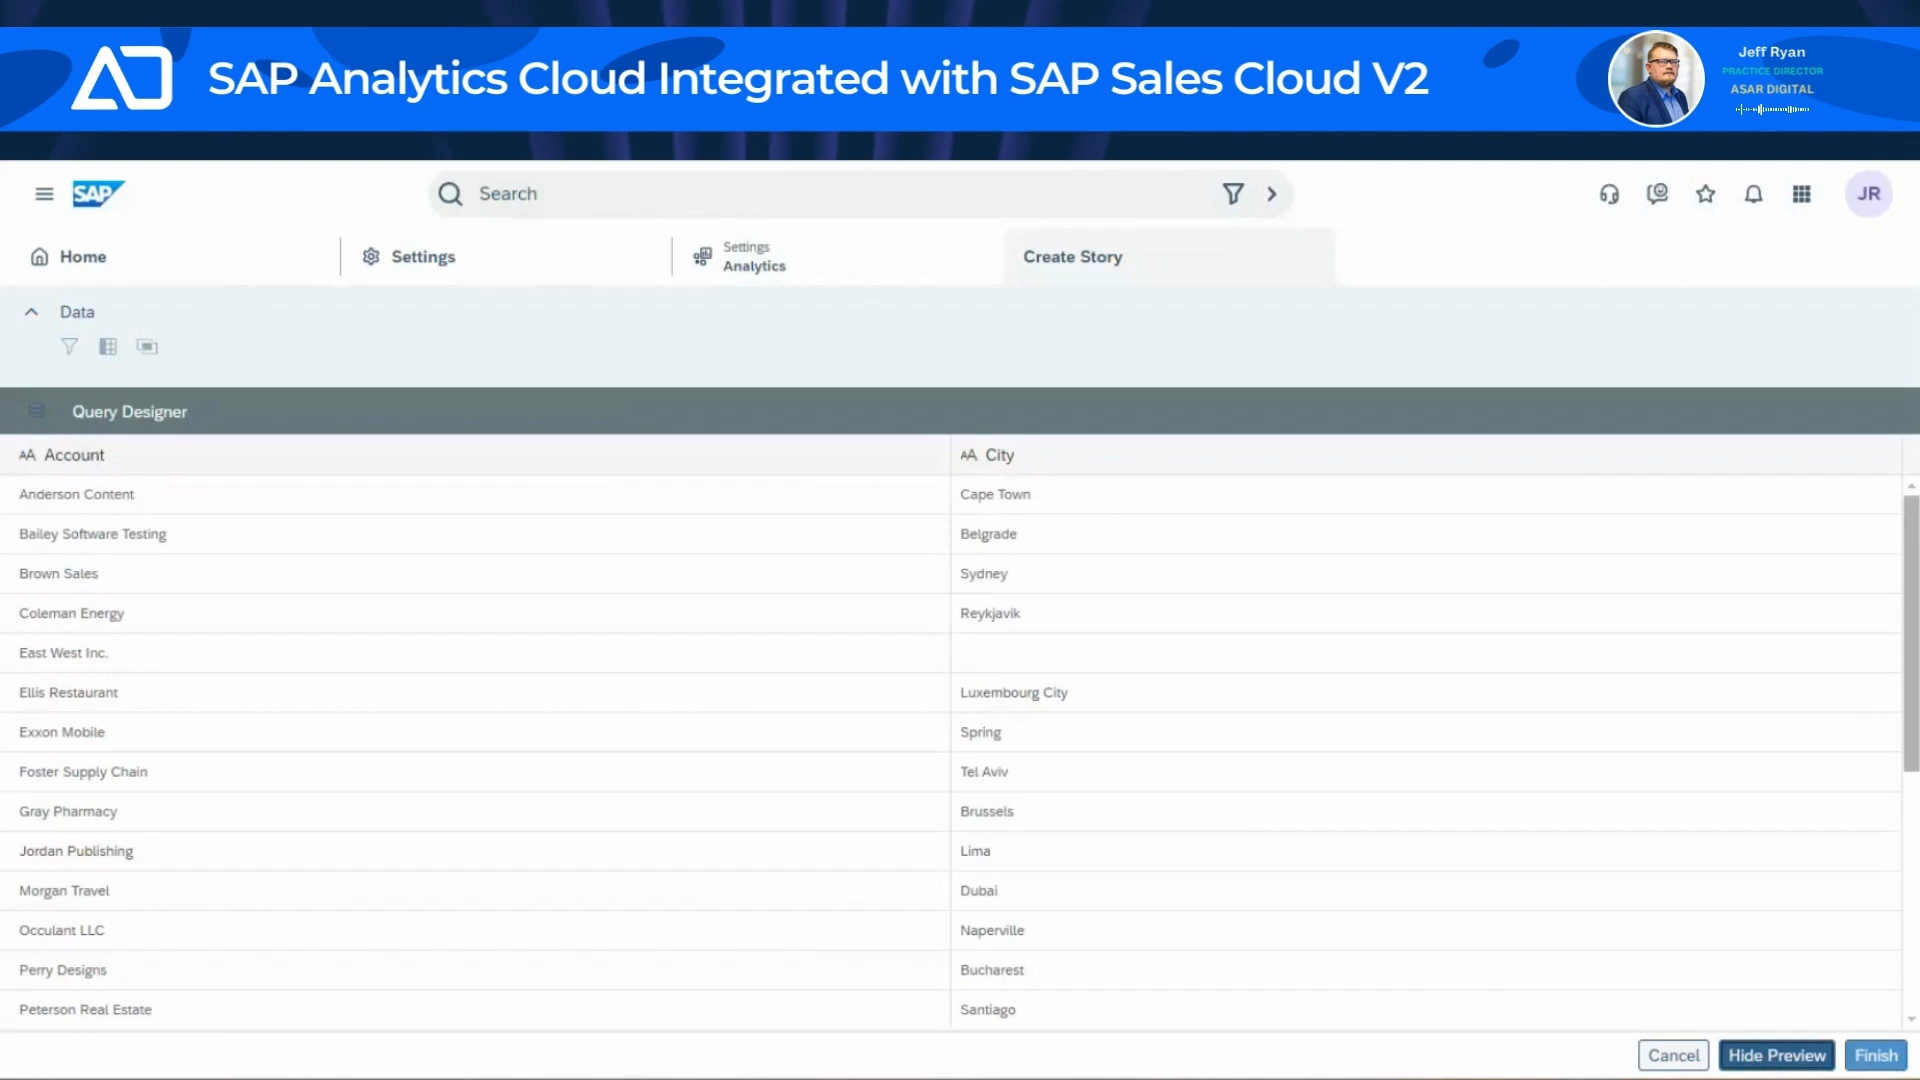 SAP Analytics Cloud Integrated with SAP Sales Cloud V2
Jeff Ryan
PRACTICE DIRECTOR
ASAR DIGITAL
SAP
Search
JR
Home
Settings
Settings
Analytics
Create Story
Data
Query Designer
AA Account
AA City
Anderson Content
Cape Town
Bailey Software Testing
Belgrade
Brown Sales
Sydney
Coleman Energy
Reykjavik
East West Inc.
Ellis Restaurant
Luxembourg City
Exxon Mobile
Spring
Foster Supply Chain
Tel Aviv
Gray Pharmacy
Brussels
Jordan Publishing
Lima
Morgan Travel
Dubai
Occulant LLC
Naperville
Perry Designs
Bucharest
Peterson Real Estate
Santiago
Cancel
Hide Preview
Finish